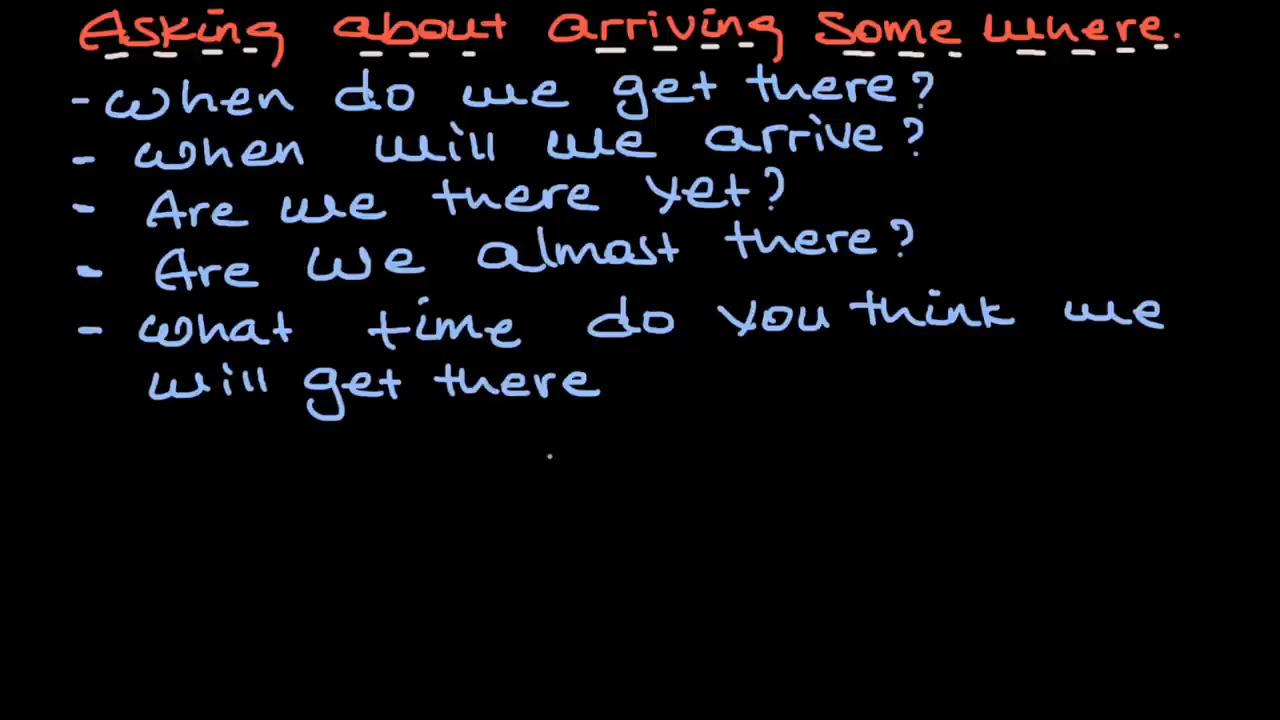 Asking about arriving Some where.
- when do we get there?
- when will we arrive?
- Are we there yet?
- Are we almost there?
- what time do you think we
will get there